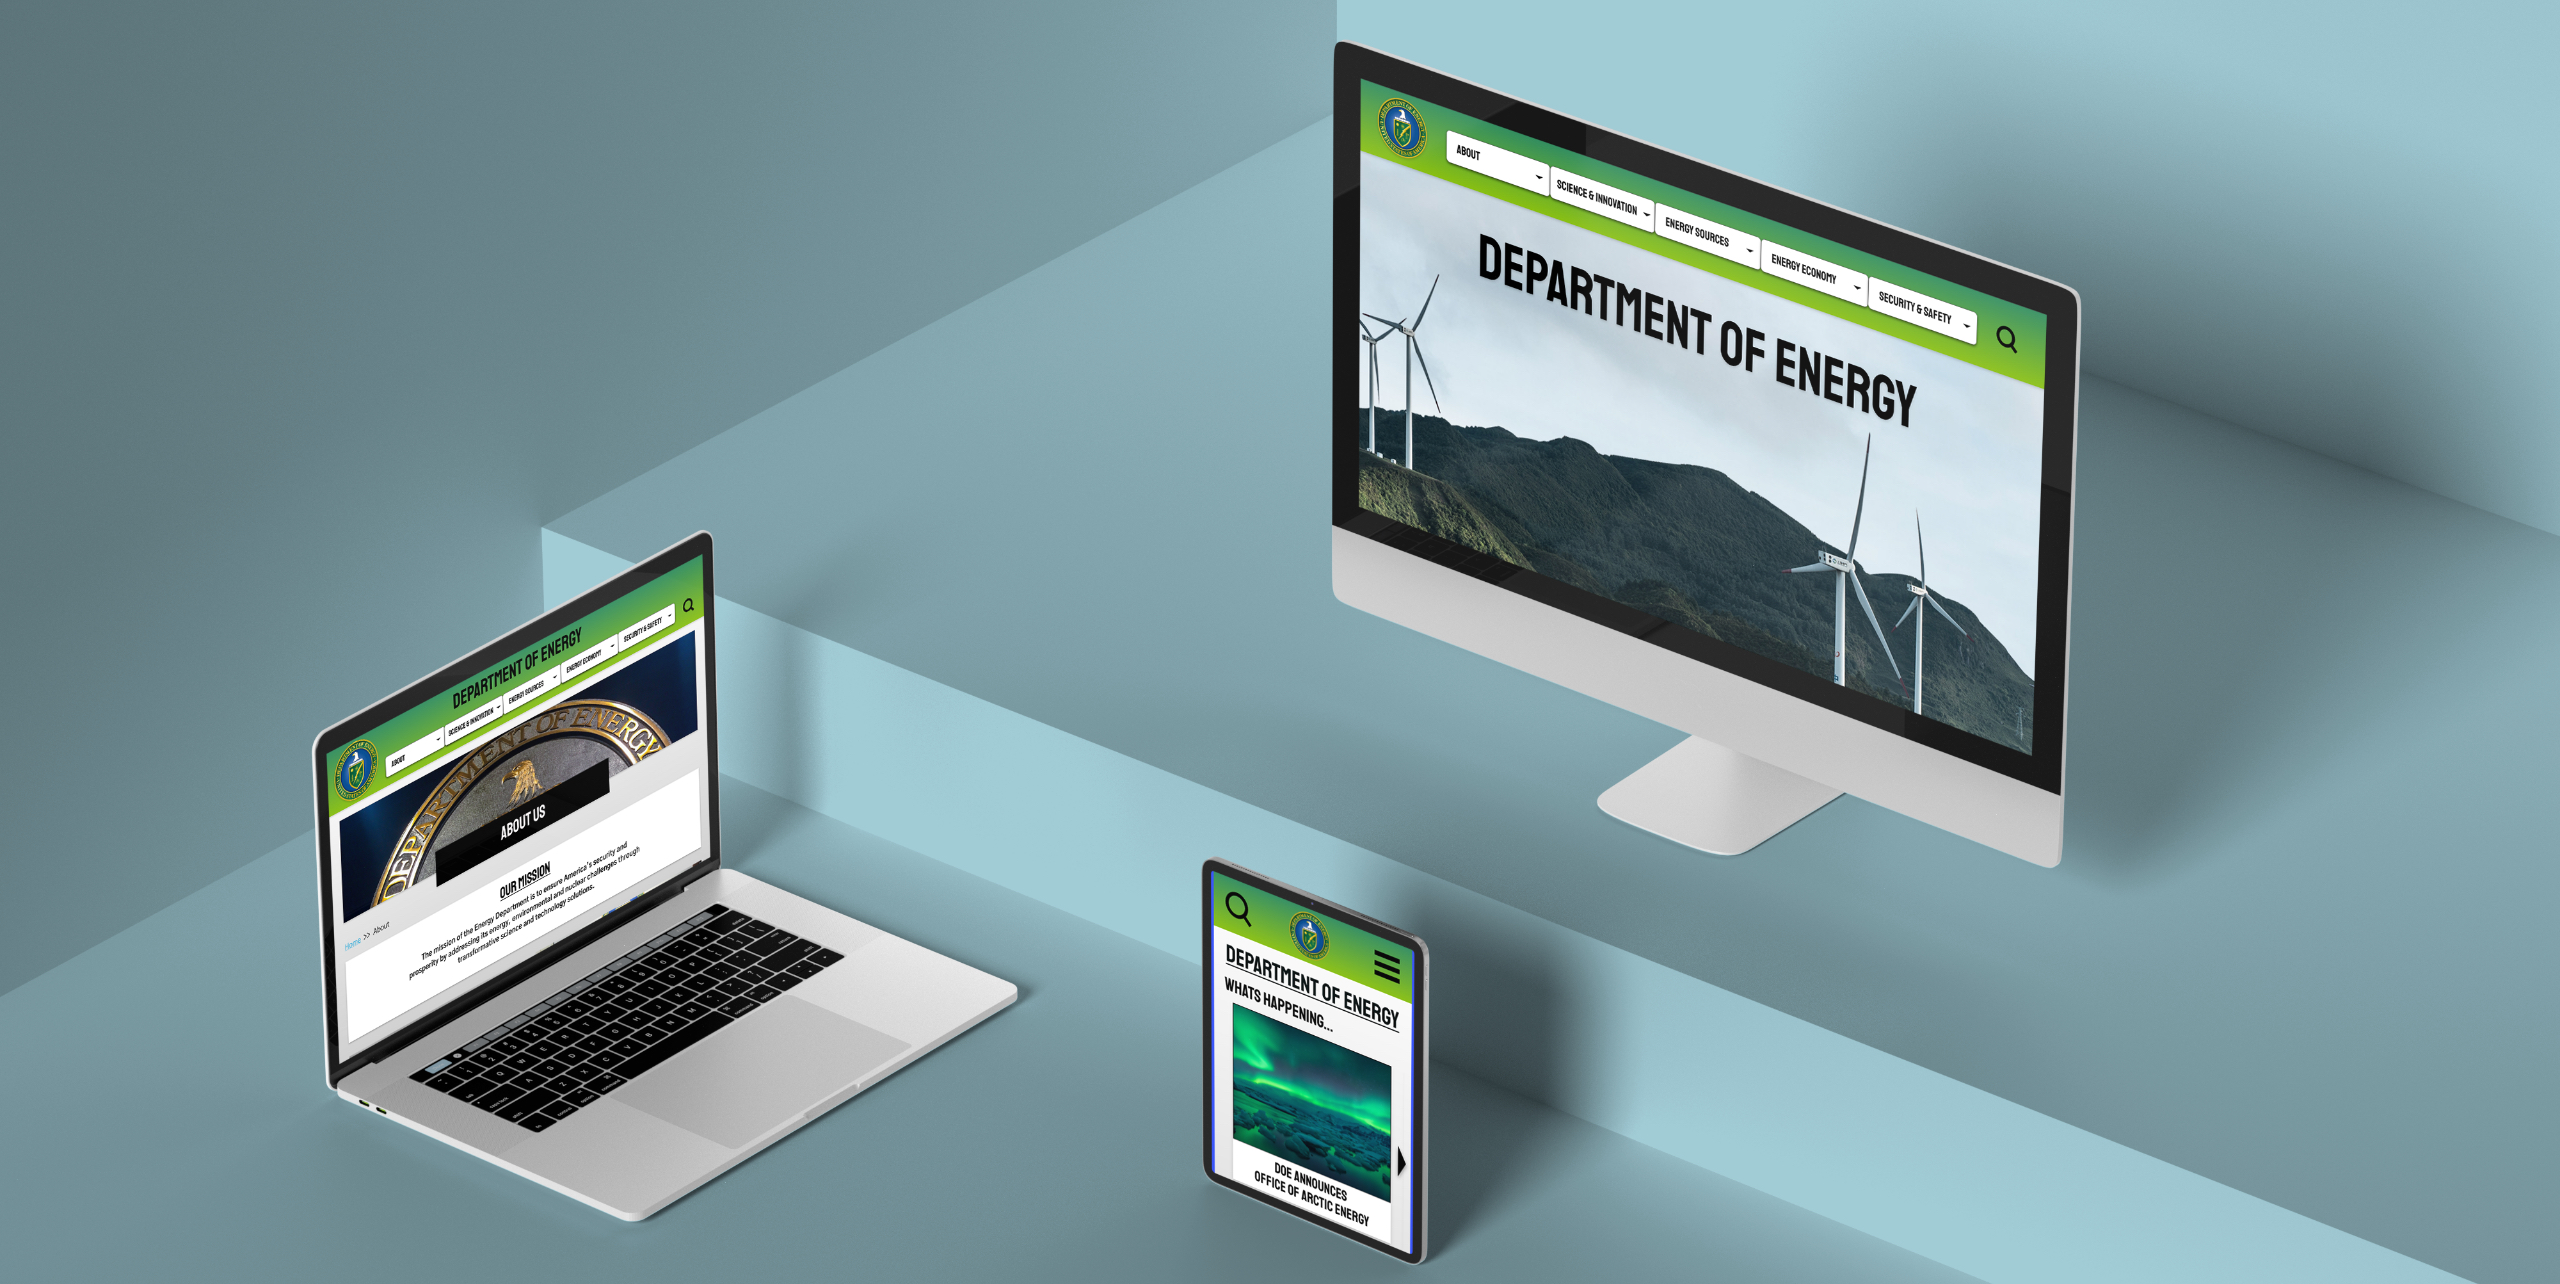 ABOUT
SCIENCE & INNOVATION
ENERGY SOURCES
ENERGY ECONOMY
SECURITY & SAFETY
DEPARTMENT OF ENERGY
DEPARTMENT OF ENERGY
ABOUT
SCIENCE & INNOVATION
ENERGY SOURCES
ENERGY ECONOMY
SECURITY & SAFETY
DEPARTMENT OF ENERGY
ABOUT US
Home >> About
OUR MISSION
The mission of the Energy Department is to ensure America's security and
prosperity by addressing its energy, environmental and nuclear challenges through
transformative science and technology solutions.
DEPARTMENT OF ENERGY
WHATS HAPPENING...
DOE ANNOUNCES
OFFICE OF ARCTIC ENERGY